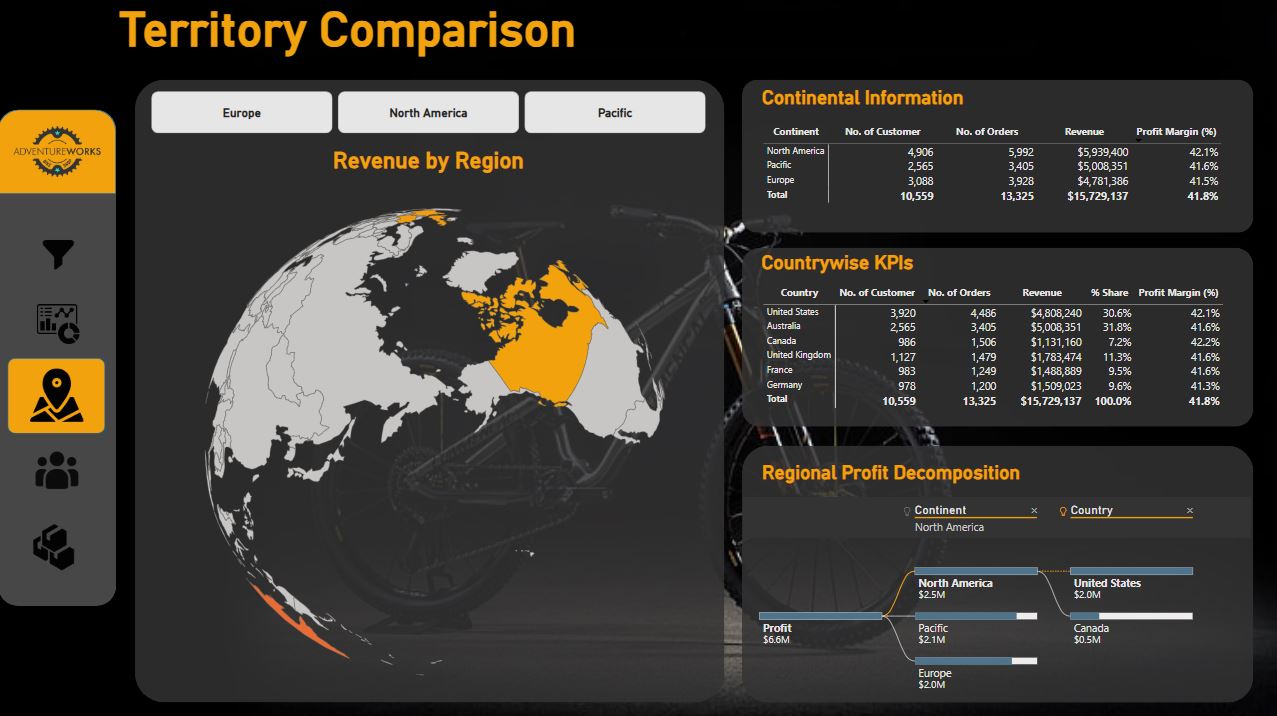 Territory Comparison
ADVENTUREWORKS
Europe North America Pacific
Revenue by Region
Continental Information
Continent No. of Customer No. of Orders Revenue Profit Margin (%)
North America 4,906 5,992 $5,939,400 42.1%
Pacific 2,565 3,405 $5,008,351 41.6%
Europe 3,088 3,928 $4,781,386 41.5%
Total 10,559 13,325 $15,729,137 41.8%
Countrywise KPIs
Country No. of Customer No. of Orders Revenue % Share Profit Margin (%)
United States 3,920 4,486 $4,808,240 30.6% 42.1%
Australia 2,565 3,405 $5,008,351 31.8% 41.6%
Canada 986 1,506 $1,131,160 7.2% 42.2%
United Kingdom 1,127 1,479 $1,783,474 11.3% 41.6%
France 983 1,249 $1,488,889 9.5% 41.6%
Germany 978 1,200 $1,509,023 9.6% 41.3%
Total 10,559 13,325 $15,729,137 100.0% 41.8%
Regional Profit Decomposition
Continent Country
North America
North America United States
$2.5M $2.0M
Profit Pacific Canada
$6.6M $2.1M $0.5M
Europe
$2.0M